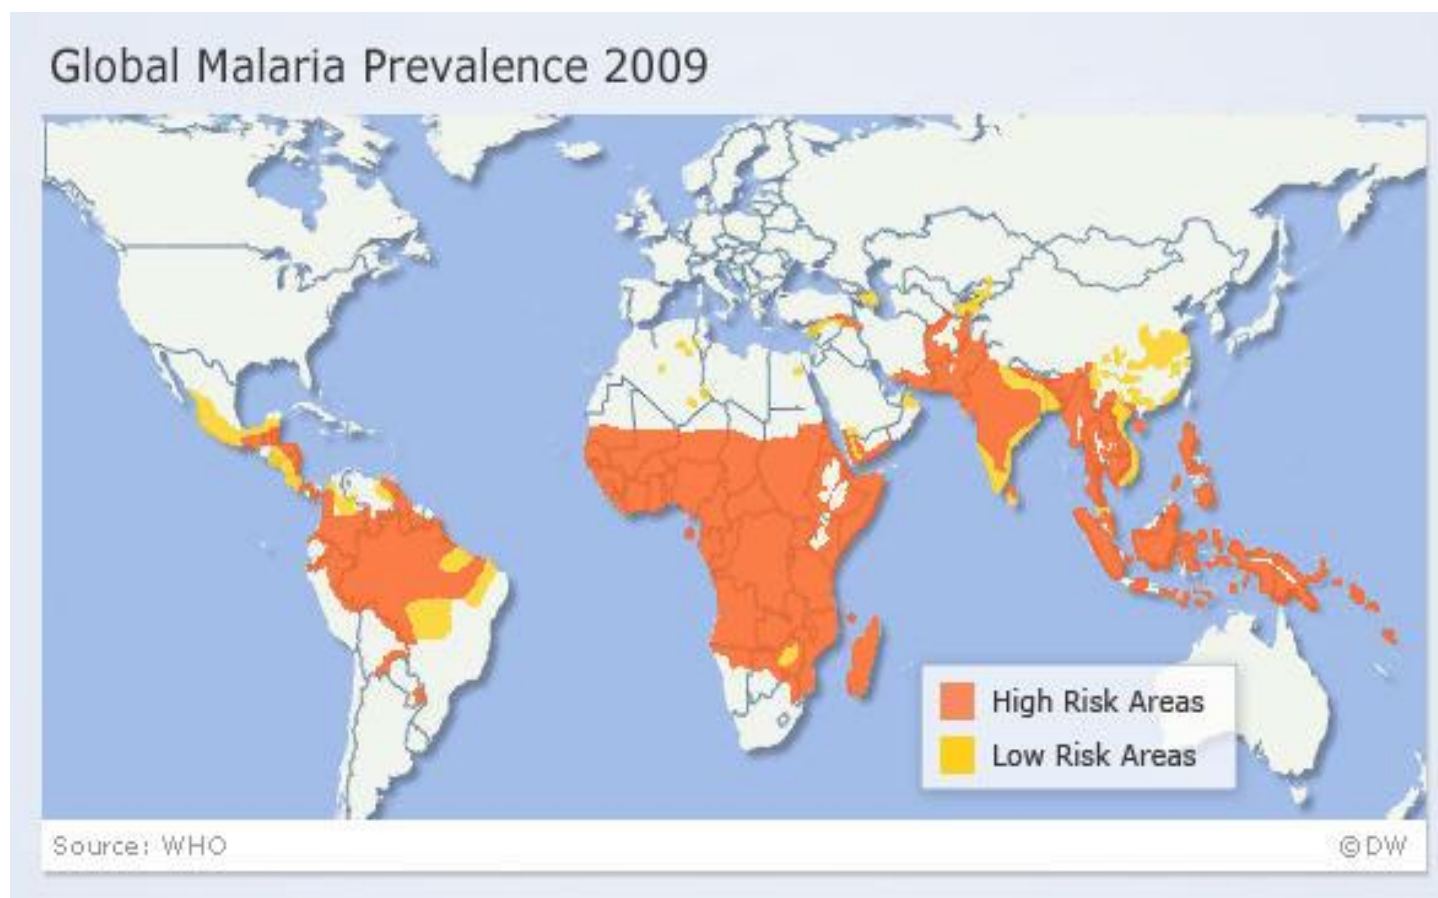 Global Malaria Prevalence 2009
High Risk Areas
Low Risk Areas
Source: WHO
©DW